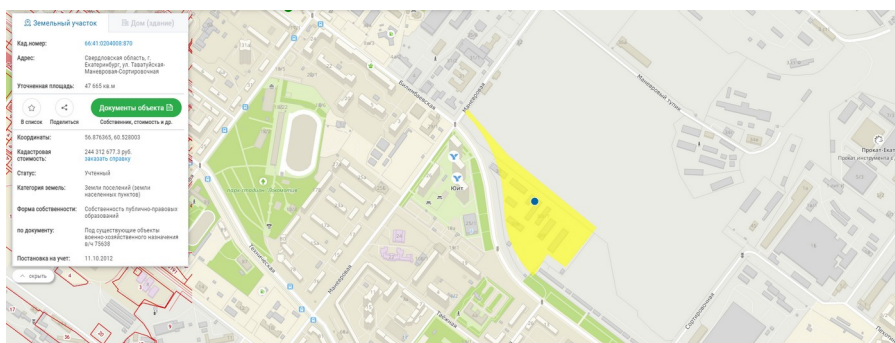 Земельный участок
Дом (здание)
Кад.номер: 66:41:0204008:870
Адрес: Свердловская область, г.
Екатеринбург, ул. Таватуйская-
Маневровая-Сортировочная
Уточненная площадь: 47 665 кв.м
В список
Поделиться
Документы объекта
Собственник, стоимость и др.
Координаты: 56.876365, 60.528003
Кадастровая стоимость: 244 312 677.3 руб.
заказать справку
Статус: Учтенный
Категория земель: Земли поселений (земли
населенных пунктов)
Форма собственности: Собственность публично-правовых
образований
по документу: Под существующие объекты
военно-хозяйственного назначения
в/ч 75638
Постановка на учет: 11.10.2012
скрыть
Билимбаевская
Маневровая
Маневровый тупик
Юит
Техническая
Маневровая
Таёжная
Сортировочная
Прокат-Екат
Прокат инструмента с